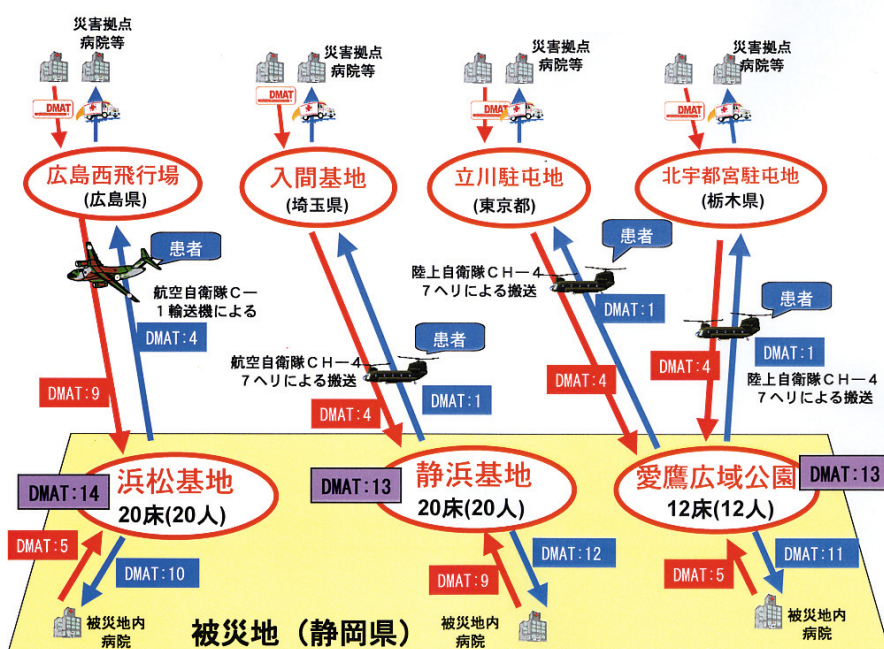 災害拠点
病院等
災害拠点
病院等
災害拠点
病院等
災害拠点
病院等
DMAT
DMAT
DMAT
DMAT
広島西飛行場
(広島県)
入間基地
(埼玉県)
立川駐屯地
(東京都)
北宇都宮駐屯地
(栃木県)
患者
患者
患者
患者
航空自衛隊C−
1輸送機による
DMAT:4
DMAT:9
航空自衛隊CH−4
7ヘリによる搬送
DMAT:4
DMAT:1
陸上自衛隊CH−4
7ヘリによる搬送
DMAT:1
DMAT:4
DMAT:4
DMAT:1
陸上自衛隊CH−4
7ヘリによる搬送
DMAT:14
浜松基地
20床(20人)
DMAT:13
静浜基地
20床(20人)
愛鷹広域公園
12床(12人)
DMAT:13
DMAT:5
DMAT:10
DMAT:9
DMAT:12
DMAT:5
DMAT:11
被災地内
病院
被災地(静岡県)
被災地内
病院
被災地内
病院